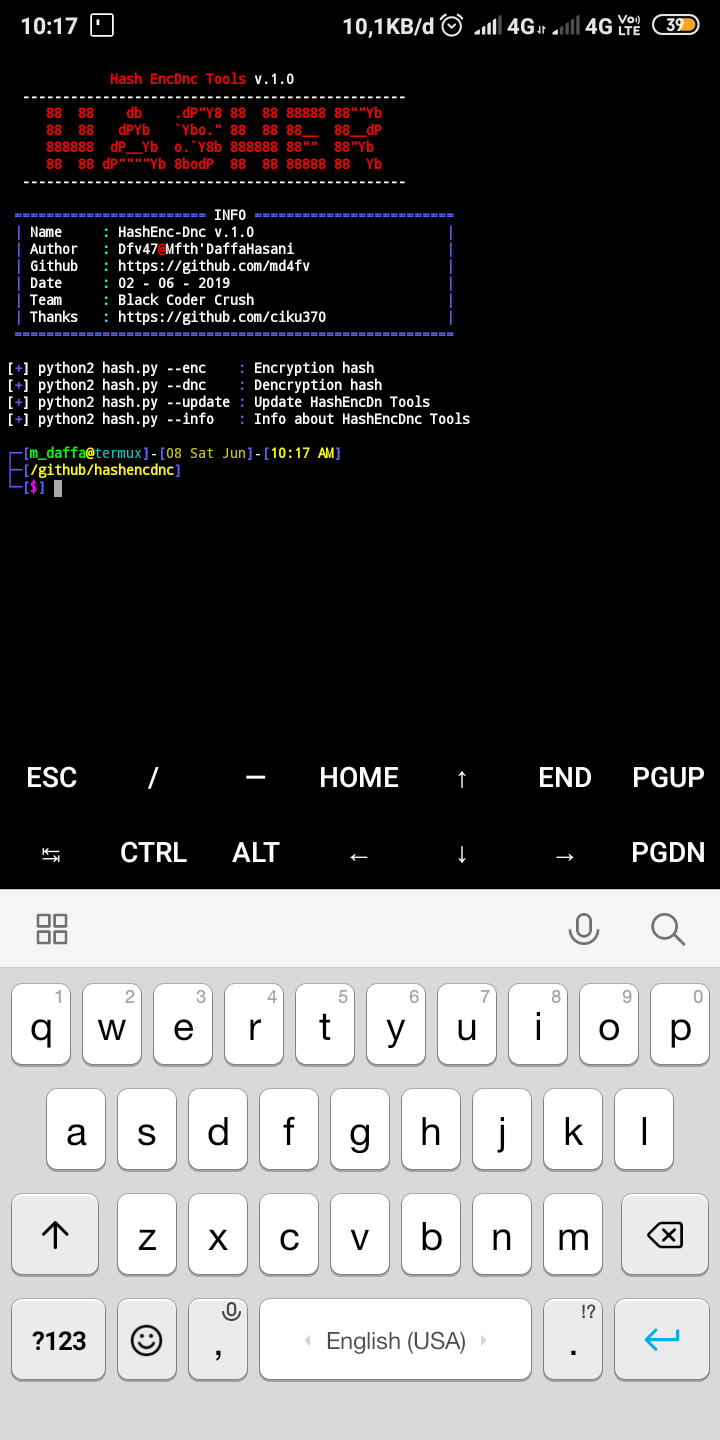 10:17 10,1KB/d 4G 4G Vo) LTE 39
Hash EncDnc Tools v.1.0
------------------------------------------------
88  88    db    .dP"Y8 88  88 88888 88""Yb
88  88   dPYb   `Ybo." 88  88 88__  88__dP
888888  dP__Yb  o.`Y8b 888888 88""  88"Yb
88  88 dP""""Yb 8bodP  88  88 88888 88  Yb
------------------------------------------------
======================== INFO =========================
| Name     : HashEnc-Dnc v.1.0 |
| Author   : Dfv47@Mfth'DaffaHasani |
| Github   : https://github.com/md4fv |
| Date     : 02 - 06 - 2019 |
| Team     : Black Coder Crush |
| Thanks   : https://github.com/ciku370 |
=======================================================
[+] python2 hash.py --enc    : Encryption hash
[+] python2 hash.py --dnc    : Dencryption hash
[+] python2 hash.py --update : Update HashEncDn Tools
[+] python2 hash.py --info   : Info about HashEncDnc Tools
┌─[m_daffa@termux]-[08 Sat Jun]-[10:17 AM]
├─[/github/hashencdnc]
└─[$]
ESC / — HOME ↑ END PGUP
↹ CTRL ALT ← ↓ → PGDN
1 2 3 4 5 6 7 8 9 0
q w e r t y u i o p
a s d f g h j k l
z x c v b n m
?123 , English (USA) . !?